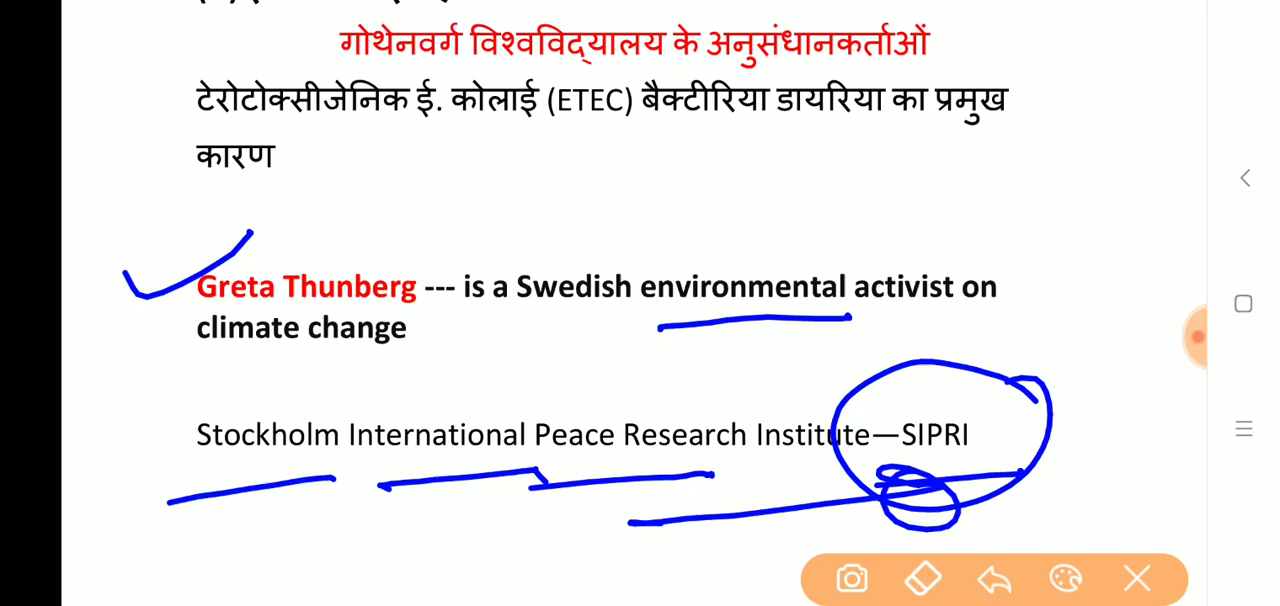 गोथेनवर्ग विश्वविद्यालय के अनुसंधानकर्ताओं
टेरोटोक्सीजेनिक ई. कोलाई (ETEC) बैक्टीरिया डायरिया का प्रमुख
कारण
Greta Thunberg --- is a Swedish environmental activist on
climate change
Stockholm International Peace Research Institute—SIPRI